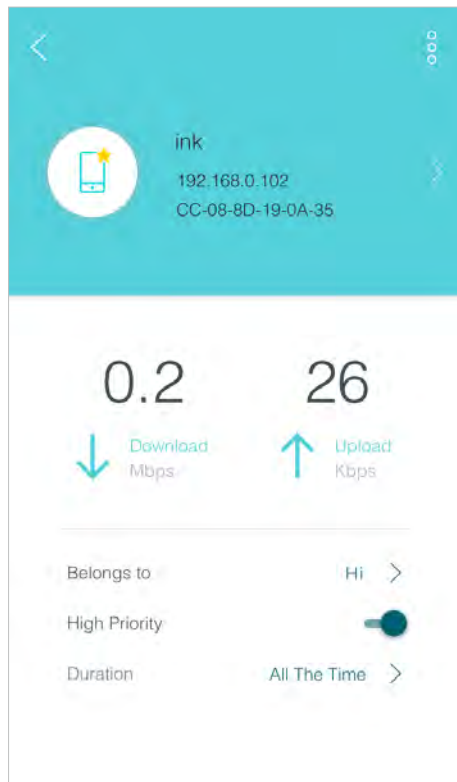 ink
192.168.0.102
CC-08-8D-19-0A-35
0.2
26
Download
Mbps
Upload
Kbps
Belongs to Hi
High Priority
Duration All The Time